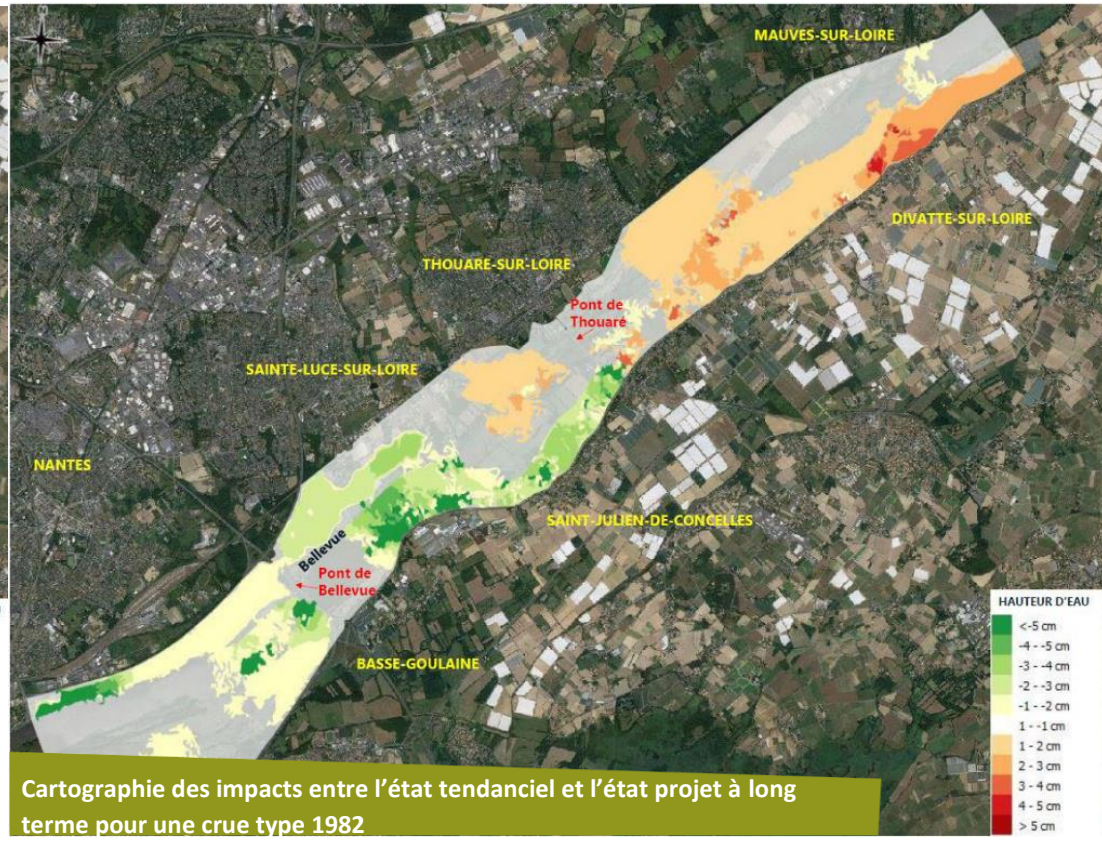 MAUVES-SUR-LOIRE
DIVATTE-SUR-LOIRE
THOUARE-SUR-LOIRE
Pont de
Thouaré
SAINTE-LUCE-SUR-LOIRE
NANTES
SAINT-JULIEN-DE-CONCELLES
Bellevue
Pont de
Bellevue
BASSE-GOULAINE
HAUTEUR D'EAU
<-5 cm
-4 - -5 cm
-3 - -4 cm
-2 - -3 cm
-1 - -2 cm
1 - -1 cm
1 - 2 cm
2 - 3 cm
3 - 4 cm
4 - 5 cm
> 5 cm
Cartographie des impacts entre l'état tendanciel et l'état projet à long
terme pour une crue type 1982